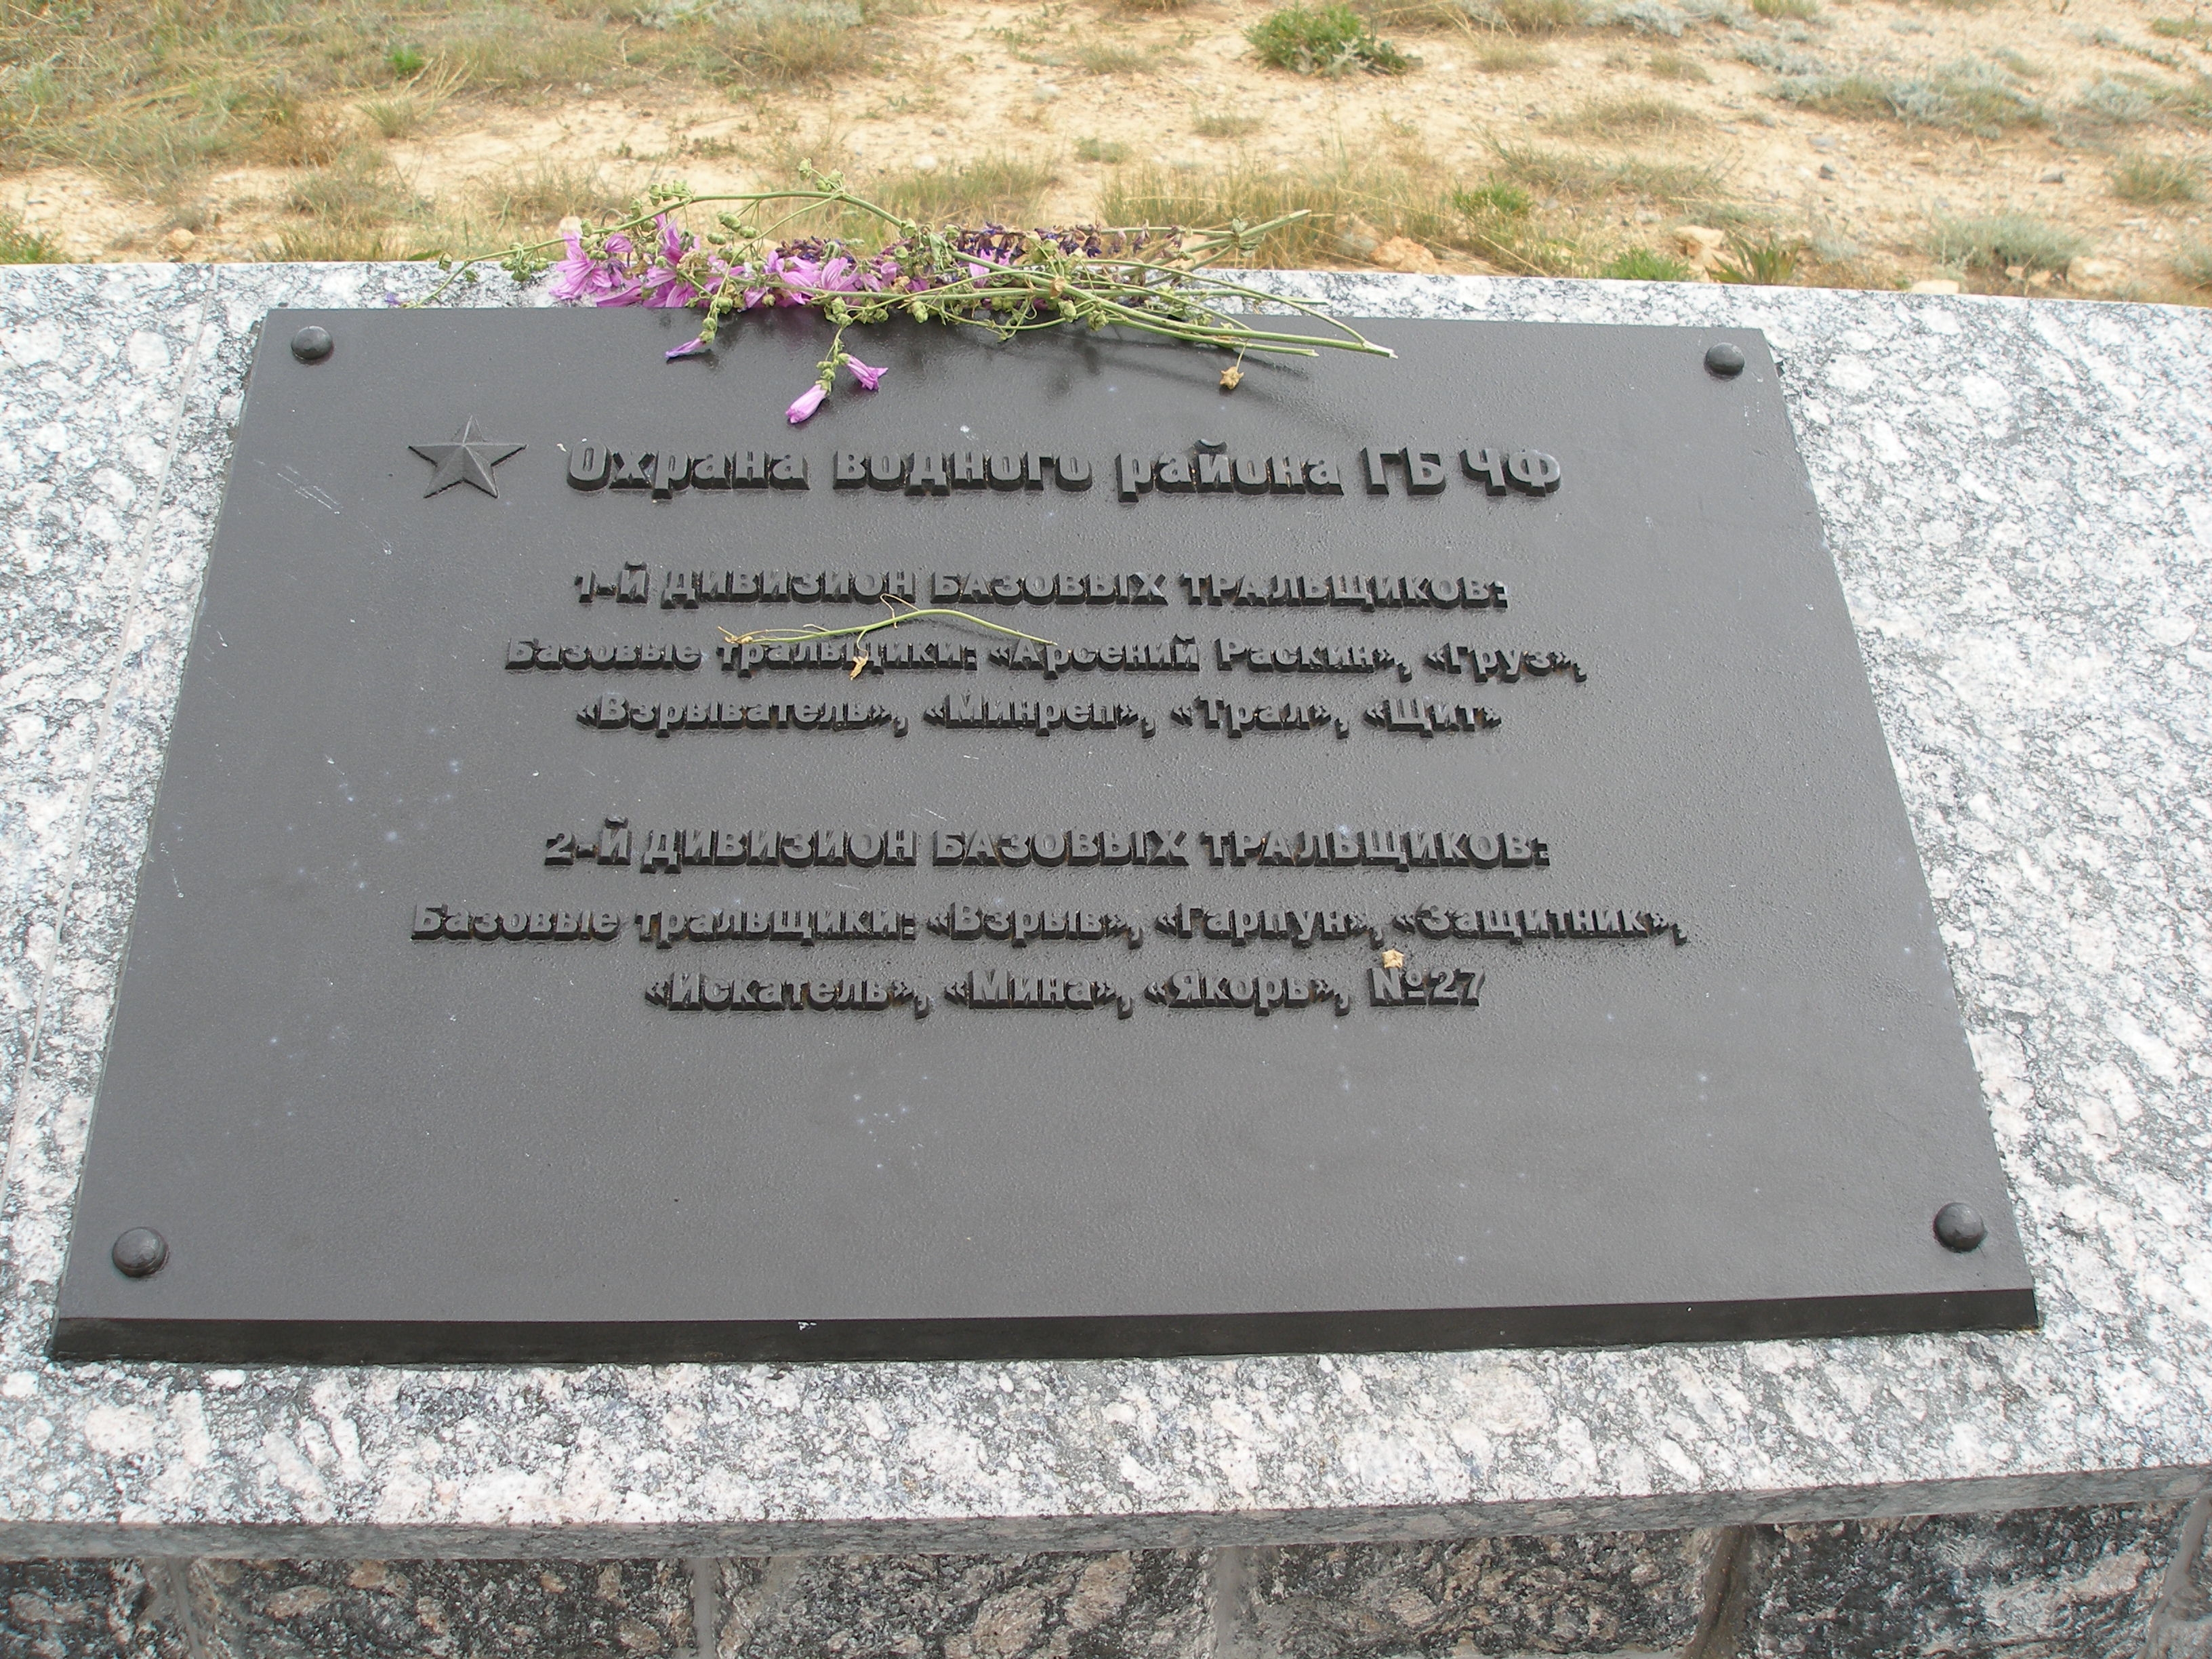 Охрана водного района ГБ ЧФ
1-Й ДИВИЗИОН БАЗОВЫХ ТРАЛЬЩИКОВ:
Базовые тральщики: «Арсений Раскин», «Груз»,
«Взрыватель», «Минреп», «Трал», «Щит»
2-Й ДИВИЗИОН БАЗОВЫХ ТРАЛЬЩИКОВ:
Базовые тральщики: «Взрыв», «Гарпун», «Защитник»,
«Искатель», «Мина», «Якорь», №27